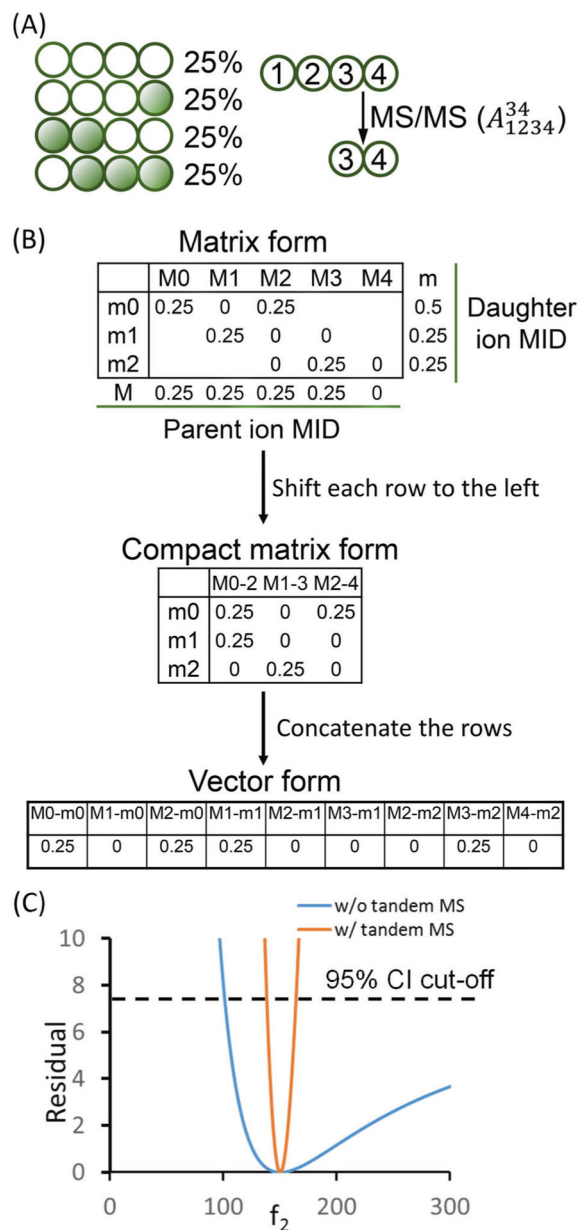 (A)
25%
25%
25%
25%
1 2 3 4
MS/MS (A^{34}_{1234})
3 4
(B)
Matrix form
M0 M1 M2 M3 M4 m
m0 0.25 0 0.25 0.5
m1 0.25 0 0 0.25
m2 0 0.25 0 0.25
M 0.25 0.25 0.25 0.25 0
Daughter
ion MID
Parent ion MID
Shift each row to the left
Compact matrix form
M0-2 M1-3 M2-4
m0 0.25 0 0.25
m1 0.25 0 0
m2 0 0.25 0
Concatenate the rows
Vector form
M0-m0 M1-m0 M2-m0 M1-m1 M2-m1 M3-m1 M2-m2 M3-m2 M4-m2
0.25 0 0.25 0.25 0 0 0 0.25 0
(C)
w/o tandem MS
w/ tandem MS
95% CI cut-off
Residual
10
8
6
4
2
0
0 100 200 300
f₂